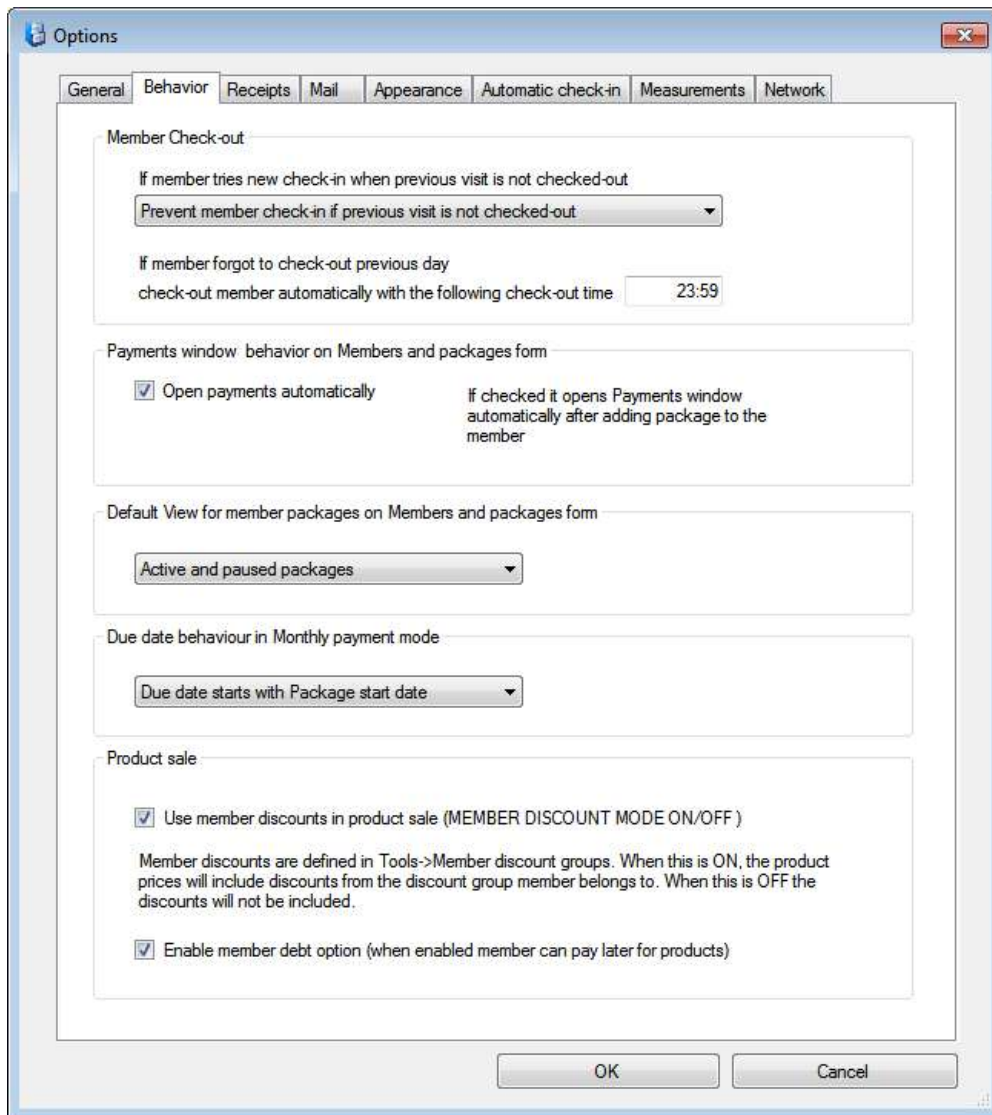 Options
General Behavior Receipts Mail Appearance Automatic check-in Measurements Network
Member Check-out
If member tries new check-in when previous visit is not checked-out
Prevent member check-in if previous visit is not checked-out
If member forgot to check-out previous day
check-out member automatically with the following check-out time 23:59
Payments window behavior on Members and packages form
Open payments automatically
If checked it opens Payments window
automatically after adding package to the
member
Default View for member packages on Members and packages form
Active and paused packages
Due date behaviour in Monthly payment mode
Due date starts with Package start date
Product sale
Use member discounts in product sale (MEMBER DISCOUNT MODE ON/OFF )
Member discounts are defined in Tools->Member discount groups. When this is ON, the product
prices will include discounts from the discount group member belongs to. When this is OFF the
discounts will not be included.
Enable member debt option (when enabled member can pay later for products)
OK Cancel